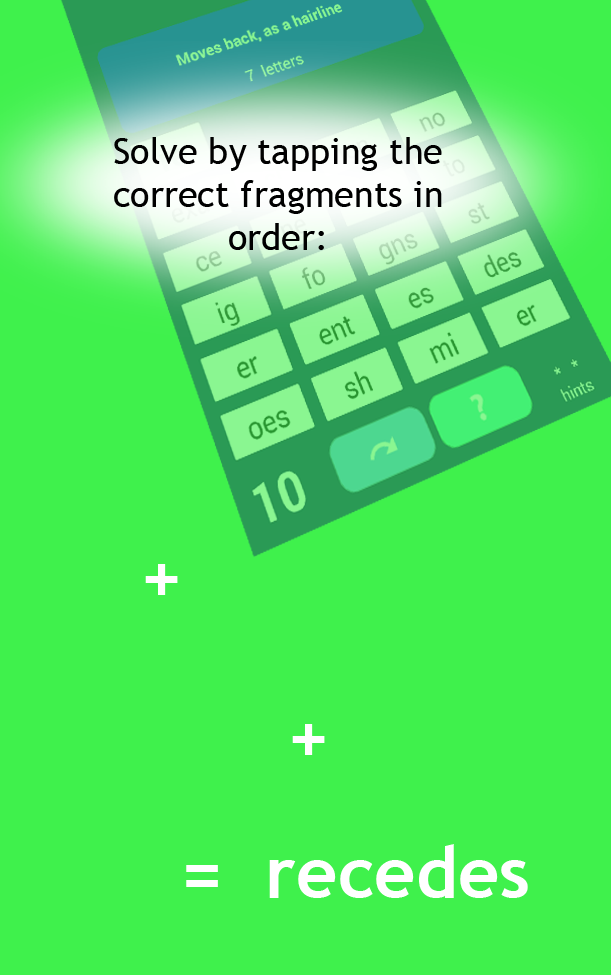 Moves back, as a hairline
7 letters
no
Solve by tapping the
to
correct fragments in
st
order:
ce
gns
des
fo
ig
es
er
ent
mi
er
sh
oes
?
* *
hints
10
+
+
= recedes